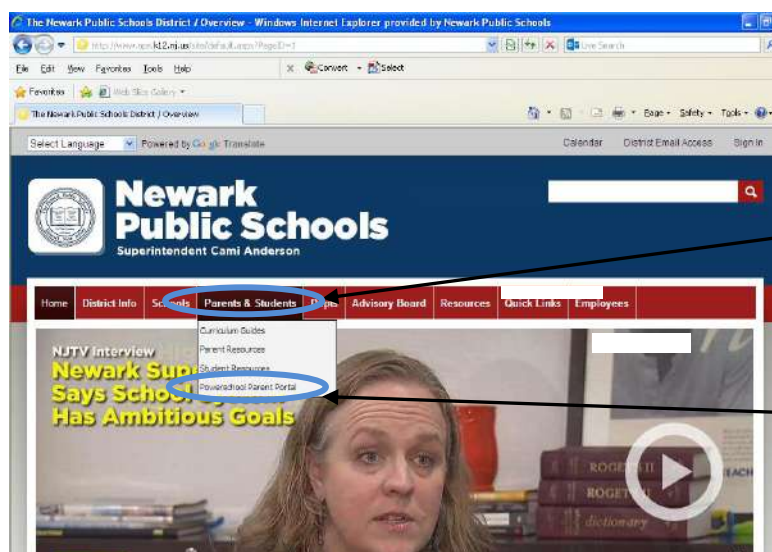 The Newark Public Schools District / Overview - Windows Internet Explorer provided by Newark Public Schools
File Edit View Favorites Tools Help
Convert Select
Favorites Web Slice Gallery
The Newark Public Schools District / Overview
Page Safety Tools
Live Search
Select Language Powered by Google Translate
Calendar District Email Access Sign In
Newark
Public Schools
Superintendent Cami Anderson
Home District Info Schools Parents & Students Advisory Board Resources Quick Links Employees
Curriculum Guides
Parent Resources
Student Resources
Powerschool Parent Portal
NJTV Interview
Newark
Says
Has Ambitious Goals
ROGET'S II
ROGET'S II
dictionary